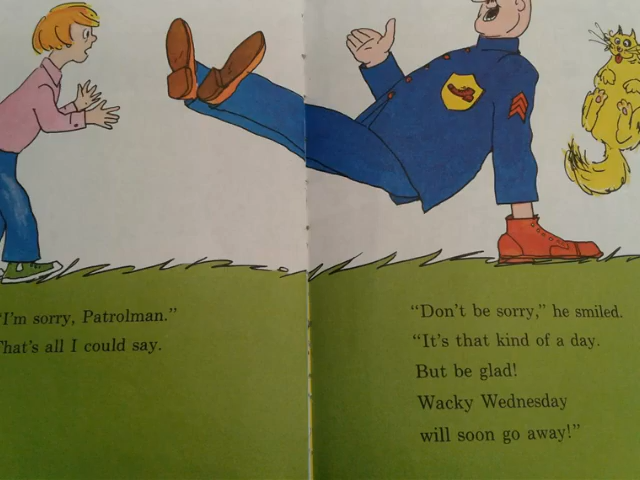 "I'm sorry, Patrolman."
That's all I could say.
"Don't be sorry," he smiled.
"It's that kind of a day.
But be glad!
Wacky Wednesday
will soon go away!"